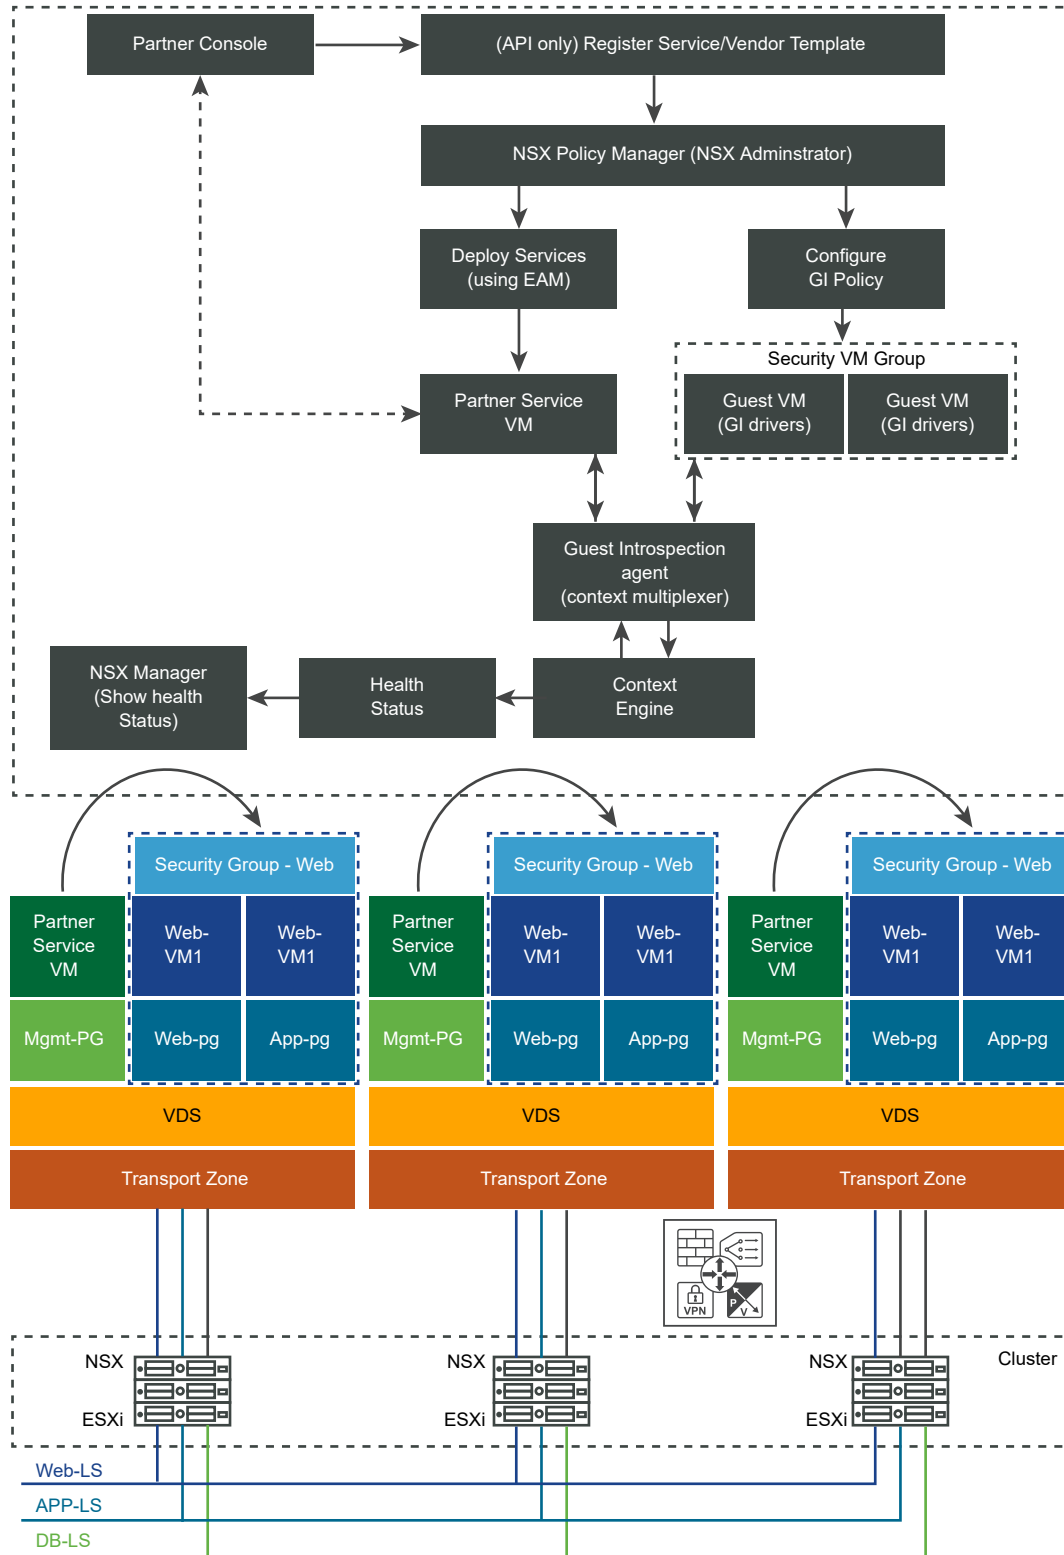 Partner Console
(API only) Register Service/Vendor Template
NSX Policy Manager (NSX Adminstrator)
Deploy Services
(using EAM)
Configure
GI Policy
Security VM Group
Partner Service
VM
Guest VM
(GI drivers)
Guest VM
(GI drivers)
Guest Introspection
agent
(context multiplexer)
NSX Manager
(Show health
Status)
Health
Status
Context
Engine
Security Group - Web
Security Group - Web
Security Group - Web
Partner
Service
VM
Web-
VM1
Web-
VM1
Partner
Service
VM
Web-
VM1
Web-
VM1
Partner
Service
VM
Web-
VM1
Web-
VM1
Mgmt-PG
Web-pg
App-pg
Mgmt-PG
Web-pg
App-pg
Mgmt-PG
Web-pg
App-pg
VDS
VDS
VDS
Transport Zone
Transport Zone
Transport Zone
VPN
P
V
NSX
NSX
NSX
Cluster
ESXi
ESXi
ESXi
Web-LS
APP-LS
DB-LS